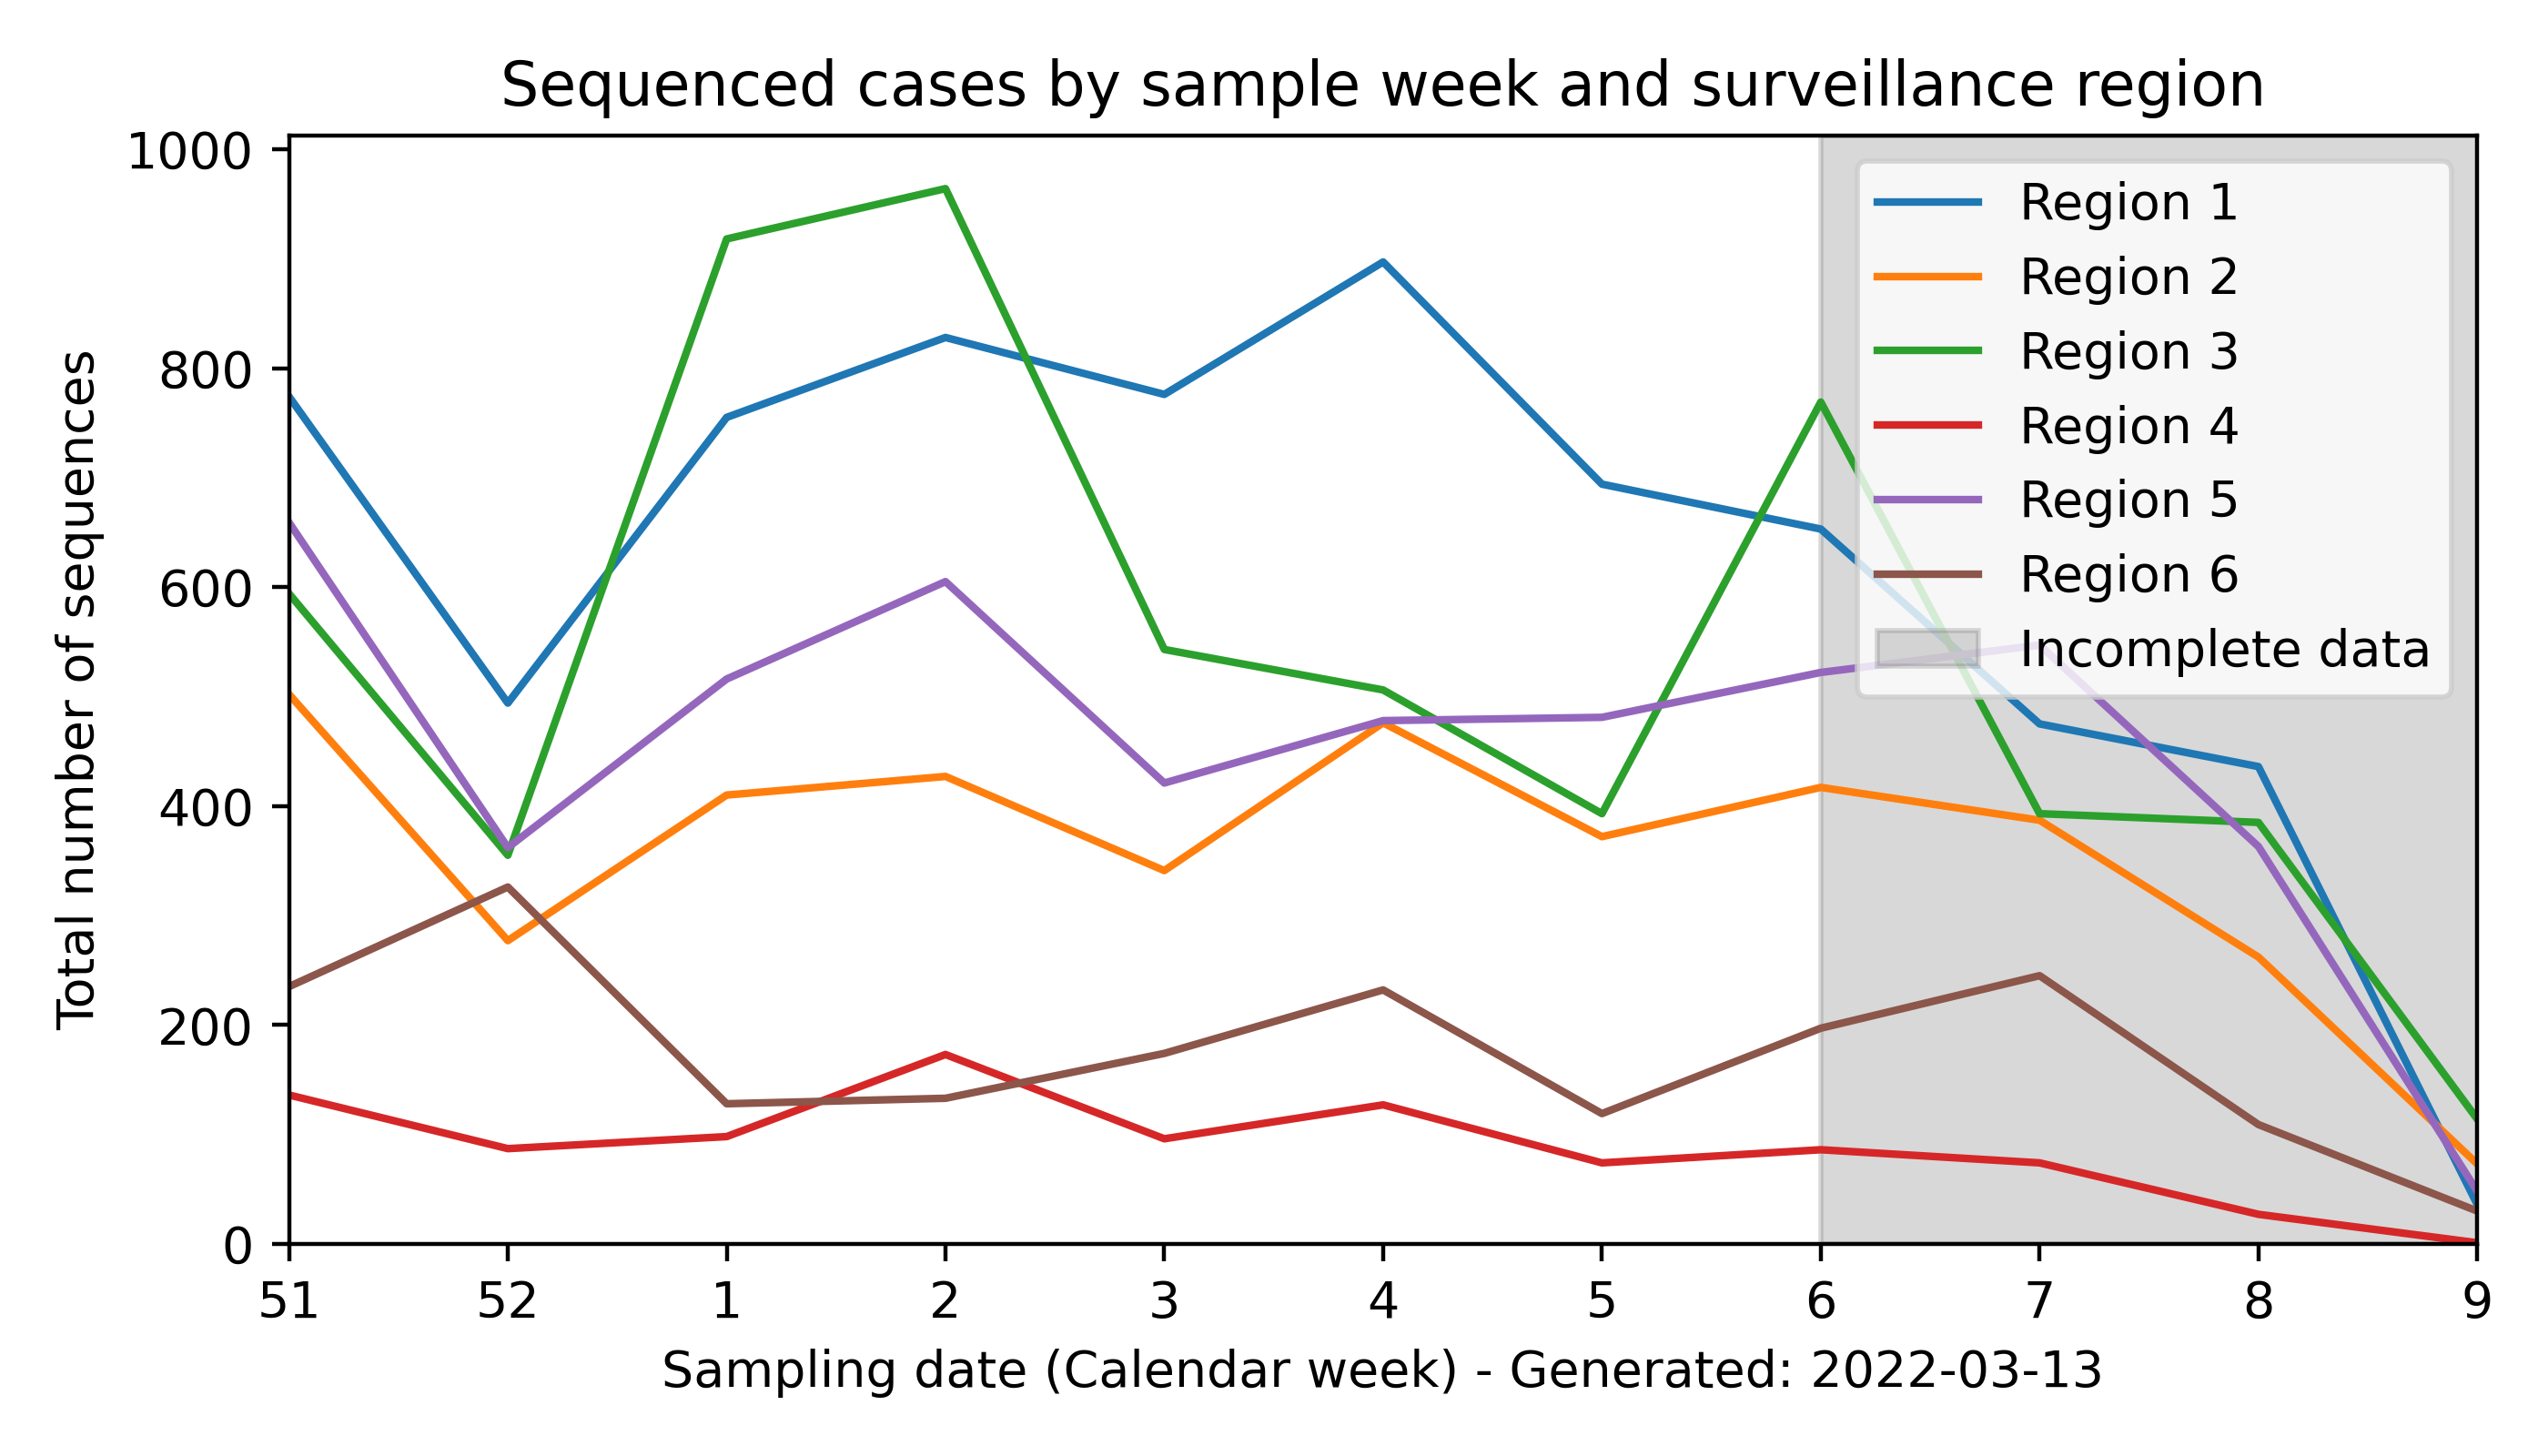 Sequenced cases by sample week and surveillance region
Total number of sequences
1000
800
600
400
200
0
Region 1
Region 2
Region 3
Region 4
Region 5
Region 6
Incomplete data
51 52 1 2 3 4 5 6 7 8 9
Sampling date (Calendar week) - Generated: 2022-03-13